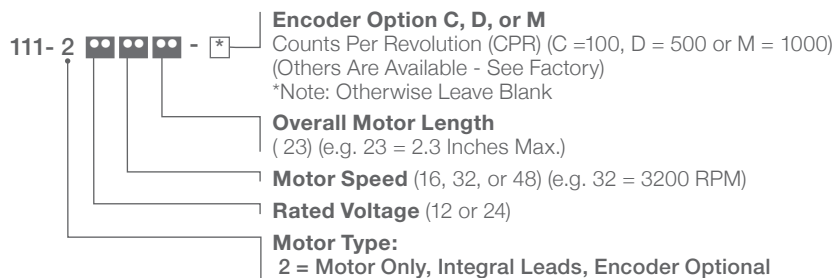 Encoder Option C, D, or M
111- 2 - * Counts Per Revolution (CPR) (C =100, D = 500 or M = 1000)
(Others Are Available - See Factory)
*Note: Otherwise Leave Blank
Overall Motor Length
( 23) (e.g. 23 = 2.3 Inches Max.)
Motor Speed (16, 32, or 48) (e.g. 32 = 3200 RPM)
Rated Voltage (12 or 24)
Motor Type:
2 = Motor Only, Integral Leads, Encoder Optional